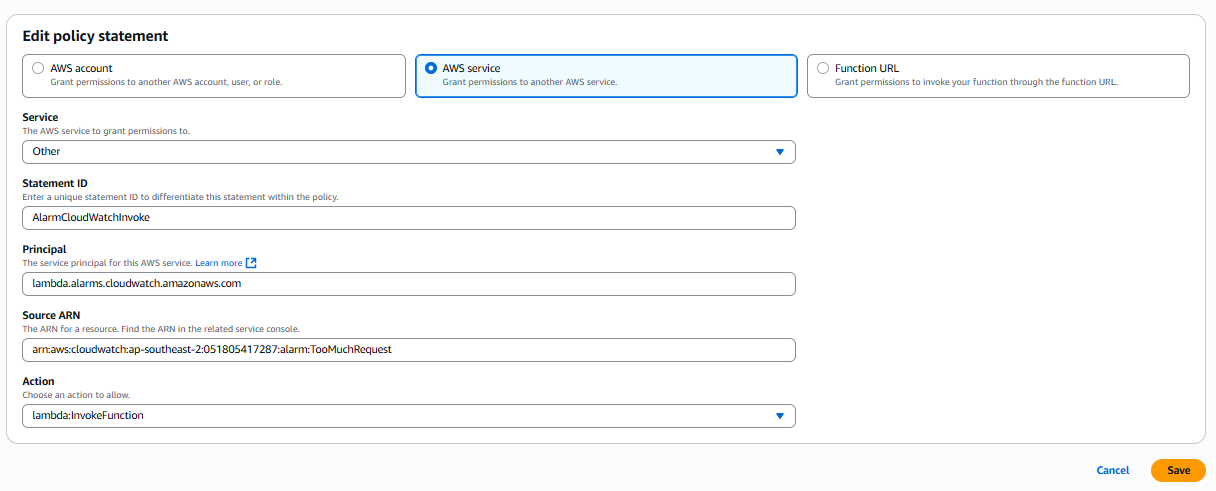 Edit policy statement
AWS account
Grant permissions to another AWS account, user, or role.
AWS service
Grant permissions to another AWS service.
Function URL
Grant permissions to invoke your function through the function URL.
Service
The AWS service to grant permissions to.
Other
Statement ID
Enter a unique statement ID to differentiate this statement within the policy.
AlarmCloudWatchInvoke
Principal
The service principal for this AWS service. Learn more
lambda.alarms.cloudwatch.amazonaws.com
Source ARN
The ARN for a resource. Find the ARN in the related service console.
arn:aws:cloudwatch:ap-southeast-2:051805417287:alarm:TooMuchRequest
Action
Choose an action to allow.
lambda:InvokeFunction
Cancel
Save